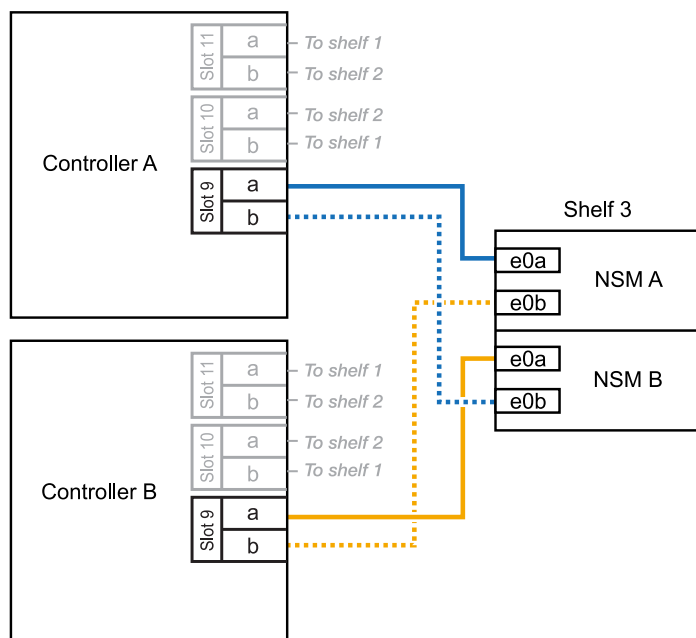 Controller A
Slot 11
a
To shelf 1
b
To shelf 2
Slot 10
a
To shelf 2
b
To shelf 1
Slot 9
a
b
Shelf 3
e0a
NSM A
e0b
e0a
NSM B
e0b
Controller B
Slot 11
a
To shelf 1
b
To shelf 2
Slot 10
a
To shelf 2
b
To shelf 1
Slot 9
a
b